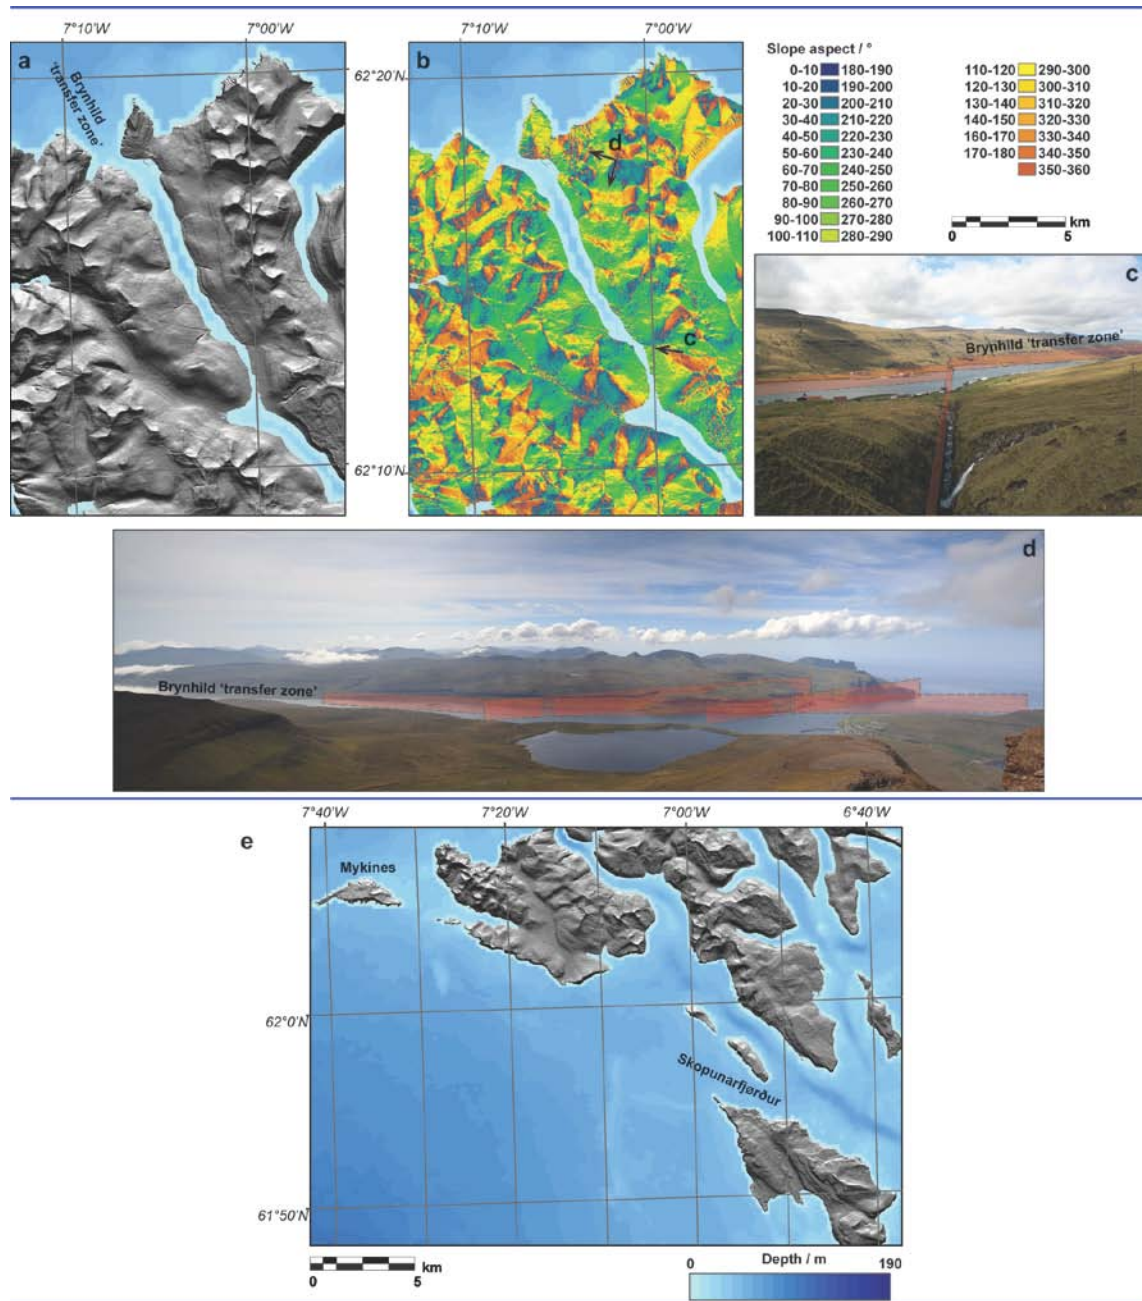 7°10'W 7°00'W 7°10'W 7°00'W
a
Brynhild
'transfer
zone'
b
62°20'N
d
c
62°10'N
Slope aspect / °
0-10 180-190
10-20 190-200
20-30 200-210
30-40 210-220
40-50 220-230
50-60 230-240
60-70 240-250
70-80 250-260
80-90 260-270
90-100 270-280
100-110 280-290
110-120 290-300
120-130 300-310
130-140 310-320
140-150 320-330
160-170 330-340
170-180 340-350
350-360
km
0 5
c
Brynhild 'transfer zone'
d
Brynhild 'transfer zone'
7°40'W 7°20'W 7°00'W 6°40'W
e
Mykines
62°0'N
Skopunarfjørður
61°50'N
km
0 5
0 Depth / m 190